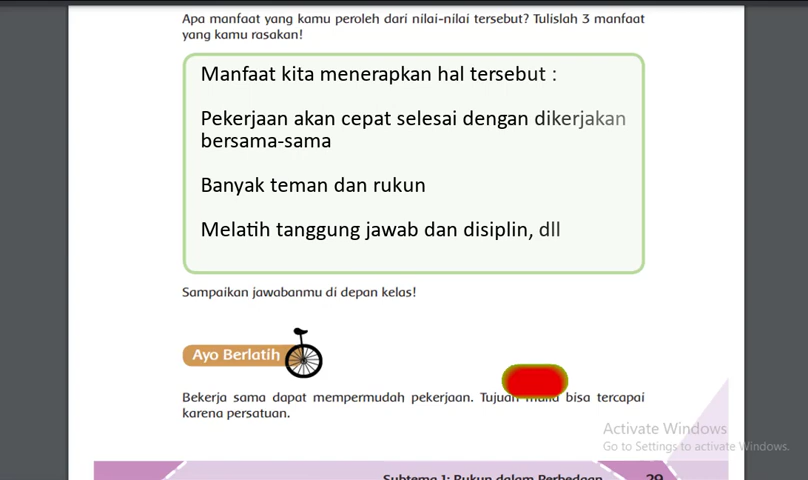 Apa manfaat yang kamu peroleh dari nilai-nilai tersebut? Tulislah 3 manfaat
yang kamu rasakan!
Manfaat kita menerapkan hal tersebut :
Pekerjaan akan cepat selesai dengan dikerjakan
bersama-sama
Banyak teman dan rukun
Melatih tanggung jawab dan disiplin, dll
Sampaikan jawabanmu di depan kelas!
Ayo Berlatih
Bekerja sama dapat mempermudah pekerjaan. Tujuan mulia bisa tercapai
karena persatuan.
Activate Windows
Go to Settings to activate Windows.
Subtema 1: Rukun dalam Perbedaan 29